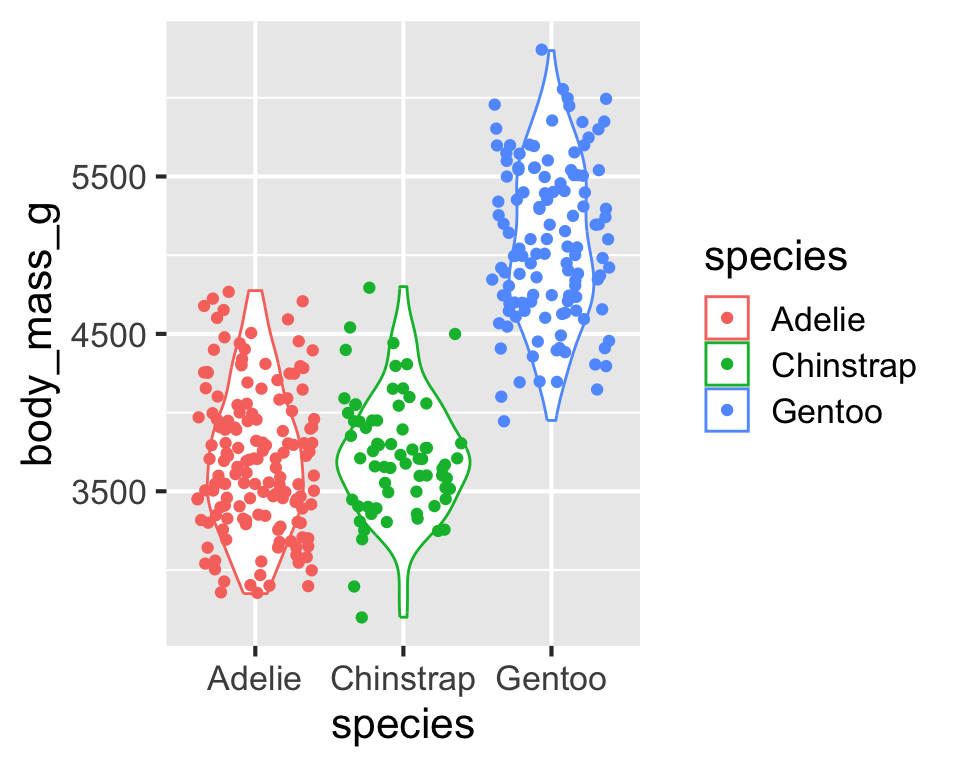 body_mass_g
5500
4500
3500
Adelie Chinstrap Gentoo
species
species
Adelie
Chinstrap
Gentoo